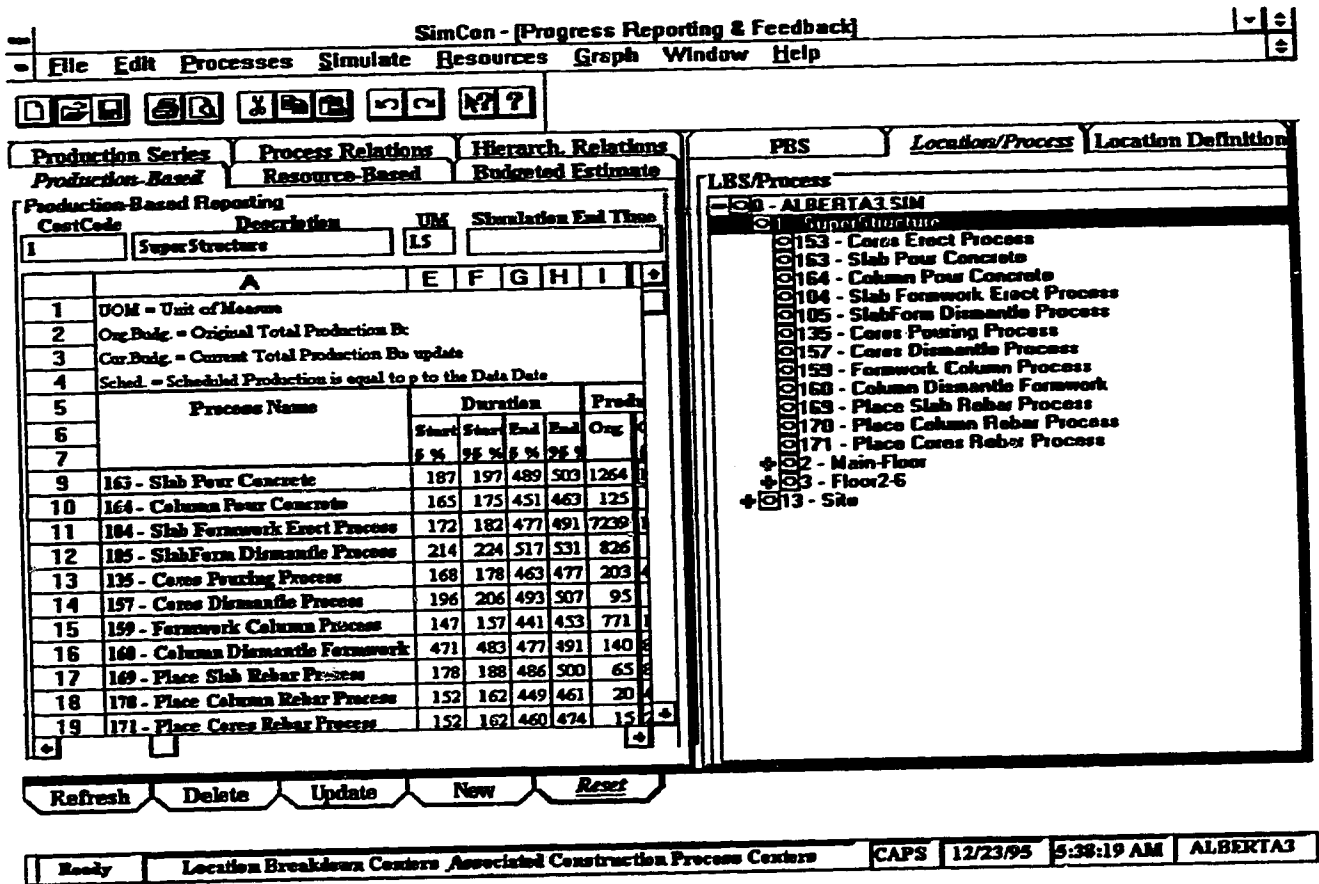 SimCon - [Progress Reporting & Feedback]
File Edit Processes Simulate Resources Graph Window Help
Production Series Process Relations Hierarch. Relations
Production-Based Resource-Based Budgeted Estimate
PBS Location/Process Location Definition
Production-Based Reporting
CostCode Description UM Simulation End Time
1 SuperStructure LS
A E F G H I
1 UOM = Unit of Measure
2 Org.Budg. = Original Total Production Bu
3 Cur.Budg. = Current Total Production Bu update
4 Sched. = Scheduled Production is equal to p to the Data Date
5 Process Name Duration Produ
6 Start Start End End Org
7 5 % 95 % 5 % 95 %
9 163 - Slab Pour Concrete 187 197 489 503 1264
10 164 - Column Pour Concrete 165 175 451 463 125
11 104 - Slab Formwork Erect Process 172 182 477 491 7239
12 105 - SlabForm Dismantle Process 214 224 517 531 826
13 135 - Cores Pouring Process 168 178 463 477 203
14 157 - Cores Dismantle Process 196 206 493 507 95
15 159 - Formwork Column Process 147 157 441 453 771
16 160 - Column Dismantle Formwork 471 483 477 491 140
17 169 - Place Slab Rebar Process 178 188 486 500 65
18 170 - Place Column Rebar Process 152 162 449 461 20
19 171 - Place Cores Rebar Process 152 162 460 474 15
LBS/Process
0 - ALBERTA3.SIM
1 - SuperStructure
153 - Cores Erect Process
163 - Slab Pour Concrete
164 - Column Pour Concrete
104 - Slab Formwork Erect Process
105 - SlabForm Dismantle Process
135 - Cores Pouring Process
157 - Cores Dismantle Process
159 - Formwork Column Process
160 - Column Dismantle Formwork
169 - Place Slab Rebar Process
170 - Place Column Rebar Process
171 - Place Cores Rebar Process
2 - Main-Floor
3 - Floor2-6
13 - Site
Refresh Delete Update New Reset
Ready Location Breakdown Centers Associated Construction Process Centers CAPS 12/23/95 5:38:19 AM ALBERTA3